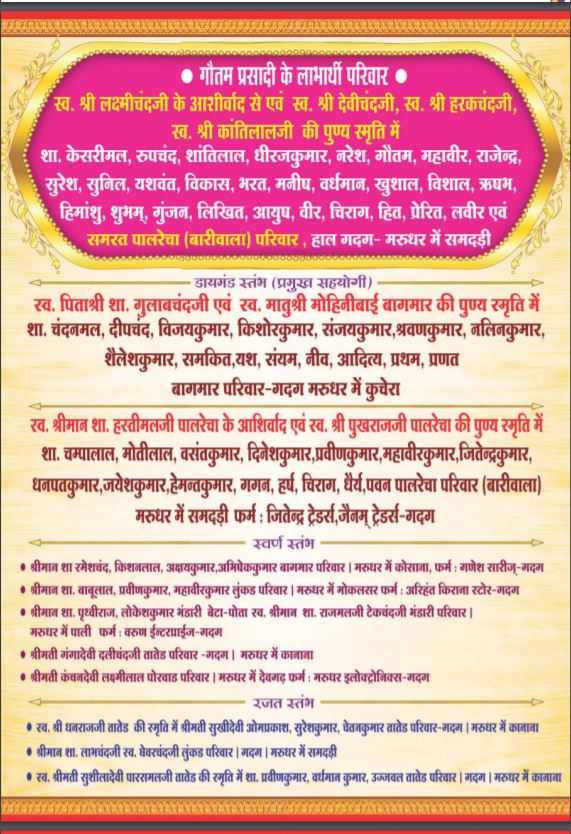 ● गौतम प्रसादी के लाभार्थी परिवार ●
स्व. श्री लक्ष्मीचंदजी के आशीर्वाद से एवं स्व. श्री देवीचंदजी, स्व. श्री हरकचंदजी,
स्व. श्री कांतिलालजी की पुण्य स्मृति में
शा. केसरीमल, रुपचंद, शांतिलाल, धीरजकुमार, नरेश, गौतम, महावीर, राजेन्द्र,
सुरेश, सुनिल, यशवंत, विकास, भरत, मनीष, वर्धमान, खुशाल, विशाल, ऋषभ,
हिमांशु, शुभम्, गुंजन, लिखित, आयुष, वीर, चिराग, हित, प्रेरित, लवीर एवं
समस्त पालरेचा (बारीवाला) परिवार , हाल गदग- मरुधर में समदड़ी
डायमंड स्तंभ (प्रमुख सहयोगी)
स्व. पिताश्री शा. गुलाबचंदजी एवं स्व. मातुश्री मोहिनीबाई बागमार की पुण्य स्मृति में
शा. चंदनमल, दीपचंद, विजयकुमार, किशोरकुमार, संजयकुमार,श्रवणकुमार, नलिनकुमार,
शैलेशकुमार, समकित,यश, संयम, नीव, आदित्य, प्रथम, प्रणत
बागमार परिवार-गदग मरुधर में कुचेरा
स्व. श्रीमान शा. हस्तीमलजी पालरेचा के आशिर्वाद एवं स्व. श्री पुखराजजी पालरेचा की पुण्य स्मृति में
शा. चम्पालाल, मोतीलाल, वसंतकुमार, दिनेशकुमार,प्रवीणकुमार,महावीरकुमार,जितेन्द्रकुमार,
धनपतकुमार,जयेशकुमार,हेमन्तकुमार, गगन, हर्ष, चिराग, धैर्य,पवन पालरेचा परिवार (बारीवाला)
मरुधर में समदड़ी फर्म : जितेन्द्र ट्रेडर्स,जैनम् ट्रेडर्स-गदग
स्वर्ण स्तंभ
● श्रीमान शा रमेशचंद, किशनलाल, अक्षयकुमार,अभिषेककुमार बागमार परिवार | मरुधर में कोसाना, फर्म : गणेश सारीज्-गदग
● श्रीमान शा. बाबूलाल, प्रवीणकुमार, महावीरकुमार लुंकड परिवार | मरुधर में मोकलसर फर्म : अरिहंत किराना स्टोर-गदग
● श्रीमान शा. पृथ्वीराज, लोकेशकुमार भंडारी बेटा-पोता स्व. श्रीमान शा. राजमलजी टेकचंदजी भंडारी परिवार |
मरुधर में पाली फर्म : वरुण ईन्टरप्राईज-गदग
● श्रीमती गंगादेवी दलीचंदजी तातेड परिवार -गदग | मरुधर में कानाना
● श्रीमती कंचनदेवी लक्ष्मीलाल पोरवाड परिवार | मरुधर में देवगढ़ फर्म : मरुधर इलोक्ट्रोनिक्स-गदग
रजत स्तंभ
● स्व. श्री धनराजजी तातेड की स्मृति में श्रीमती सुखीदेवी ओमप्रकाश, सुरेशकुमार, चेतनकुमार तातेड परिवार-गदग | मरुधर में कानाना
● श्रीमान शा. लाभचंदजी स्व. घेवरचंदजी लुंकड परिवार | गदग | मरुधर में समदड़ी
● स्व. श्रीमती सुशीलादेवी पारसमलजी तातेड की स्मृति में शा. प्रवीणकुमार, वर्धमान कुमार, उज्जवल तातेड परिवार | गदग | मरुधर में कानाना